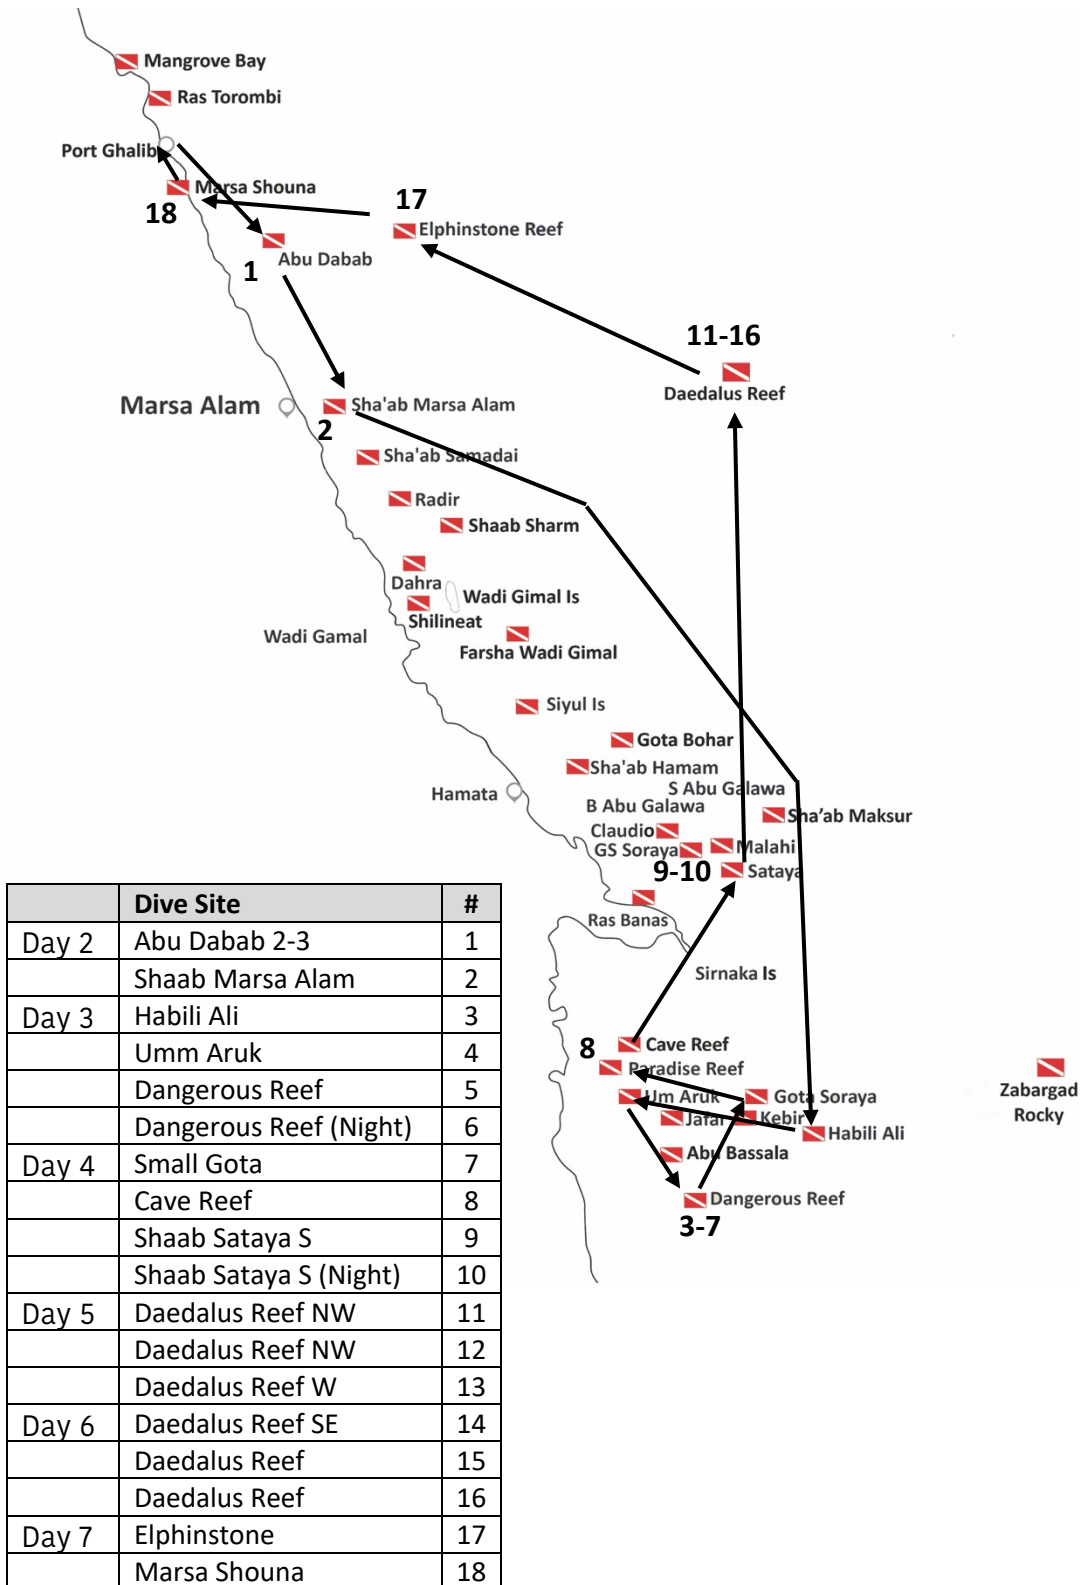 Mangrove Bay
Ras Torombi
Port Ghalib
Marsa Shouna
18
17
Elphinstone Reef
1
Abu Dabab
11-16
Daedalus Reef
Marsa Alam
Sha'ab Marsa Alam
2
Sha'ab Samadai
Radir
Shaab Sharm
Dahra
Wadi Gimal Is
Shilineat
Wadi Gamal
Farsha Wadi Gimal
Siyul Is
Gota Bohar
Sha'ab Hamam
S Abu Galawa
Hamata
B Abu Galawa
Sha'ab Maksur
Claudio
GS Soraya
Malahi
9-10
Sataya
Ras Banas
Sirnaka Is
8
Cave Reef
Paradise Reef
Um Aruk
Gota Soraya
Jafar
Kebir
Habili Ali
Abu Bassala
Dangerous Reef
3-7
Zabargad
Rocky
Dive Site #
Day 2 Abu Dabab 2-3 1
Shaab Marsa Alam 2
Day 3 Habili Ali 3
Umm Aruk 4
Dangerous Reef 5
Dangerous Reef (Night) 6
Day 4 Small Gota 7
Cave Reef 8
Shaab Sataya S 9
Shaab Sataya S (Night) 10
Day 5 Daedalus Reef NW 11
Daedalus Reef NW 12
Daedalus Reef W 13
Day 6 Daedalus Reef SE 14
Daedalus Reef 15
Daedalus Reef 16
Day 7 Elphinstone 17
Marsa Shouna 18